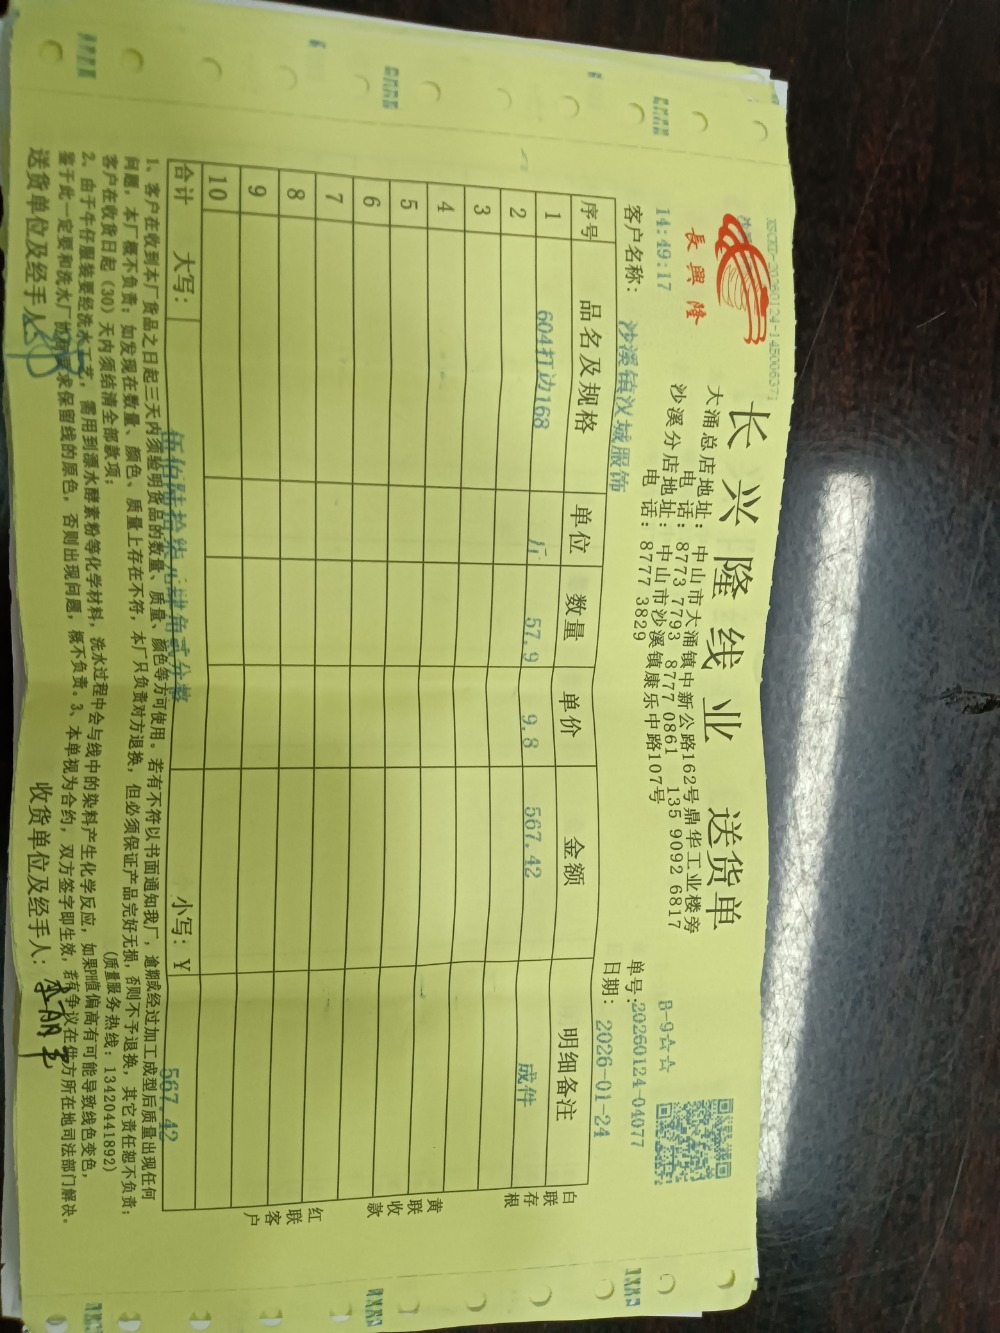 長興隆
长兴隆线业 送货单
大涌总店地址：中山市大涌镇中新公路162号鼎华工业楼旁
电 话：8773 7793 8777 0861 135 9092 6817
沙溪分店地址：中山市沙溪镇康乐中路107号
电 话：8777 3829
B-9☆☆
14:49:17
单号：20260124-04077
客户名称：沙溪镇汉城服饰
日期：2026-01-24
序号 品名及规格 单位 数量 单价 金额 明细备注
1 604打边168 斤 57.9 9.8 567.42 成件
2
3
4
5
6
7
8
9
10
合计 大写：伍佰陆拾柒元肆角贰分整 小写：￥ 567.42
白联存根
黄联收款
红联客户
1、客户在收到本厂货品之日起三天内须验明货品的数量、质量、颜色等方可使用。若有不符以书面通知我厂，逾期或经过加工成型后质量出现任何
问题，本厂概不负责；如发现在数量、颜色、质量上存在不符，本厂只负责对方退换，但必须保证产品完好无损，否则不予退换，其它责任恕不负责；
客户在收货日起（30）天内须结清全部款项； （质量服务热线：13420441892）
2、由于牛仔服装要经洗水工艺，需用到漂水酵素粉等化学材料，洗水过程中会与线中的染料产生化学反应，如果PH值偏高有可能导致线色变色，
鉴于此一定要和洗水厂 求保留线的原色，否则出现问题，概不负责。3、本单视为合约，双方签字即生效，若有争议在供方所在地司法部门解决。
送货单位及经手人：
收货单位及经手人：